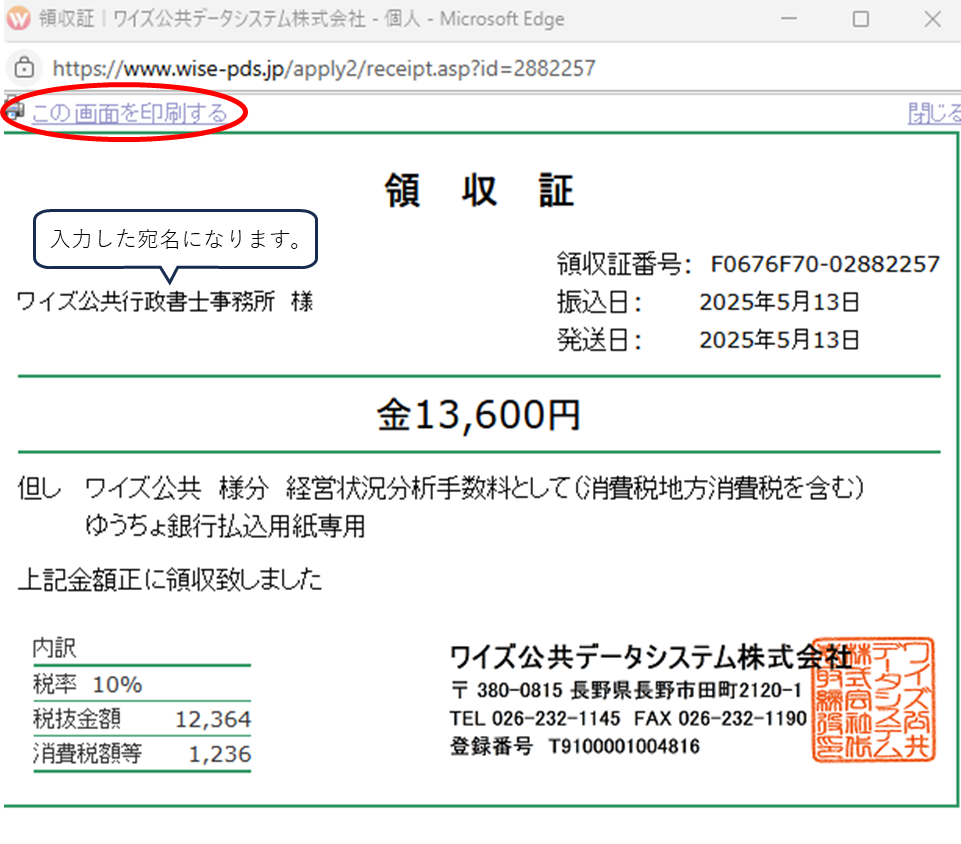 領収証 | ワイズ公共データシステム株式会社 - 個人 - Microsoft Edge
https://www.wise-pds.jp/apply2/receipt.asp?id=2882257
この画面を印刷する 閉じる
領 収 証
入力した宛名になります。
ワイズ公共行政書士事務所 様
領収証番号: F0676F70-02882257
振込日: 2025年5月13日
発送日: 2025年5月13日
金13,600円
但し ワイズ公共 様分 経営状況分析手数料として(消費税地方消費税を含む)
ゆうちょ銀行払込用紙専用
上記金額正に領収致しました
内訳
税率 10%
税抜金額 12,364
消費税額等 1,236
ワイズ公共データシステム株式会社
〒 380-0815 長野県長野市田町2120-1
TEL 026-232-1145 FAX 026-232-1190
登録番号 T9100001004816